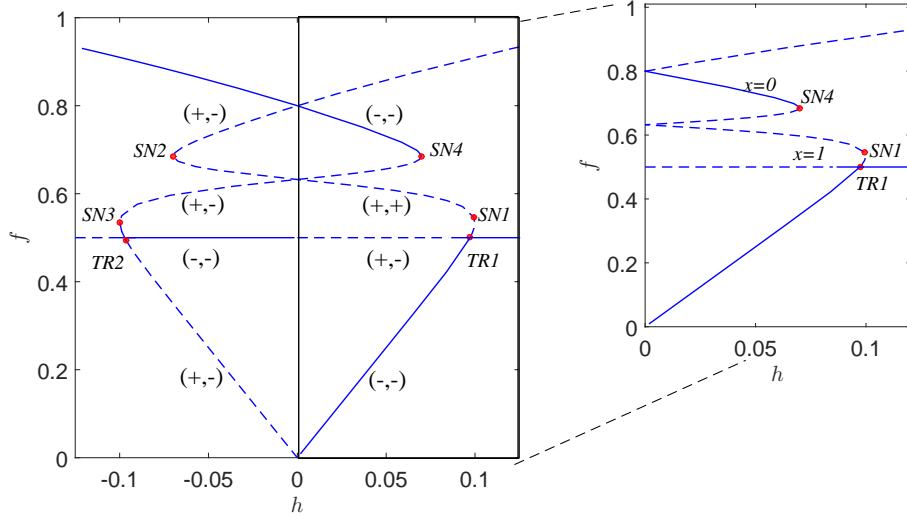 1
0.8
0.6
0.4
0.2
0
f
-0.1
-0.05
0
0.05
0.1
h
(+,-)
(-,-)
SN2
SN4
SN3
(+,-)
(+,+)
SN1
TR2
(-,-)
(+,-)
TR1
(+,-)
(-,-)
1
0.8
0.6
0.4
0.2
0
f
0
0.05
0.1
h
x=0
SN4
x=1
SN1
TR1